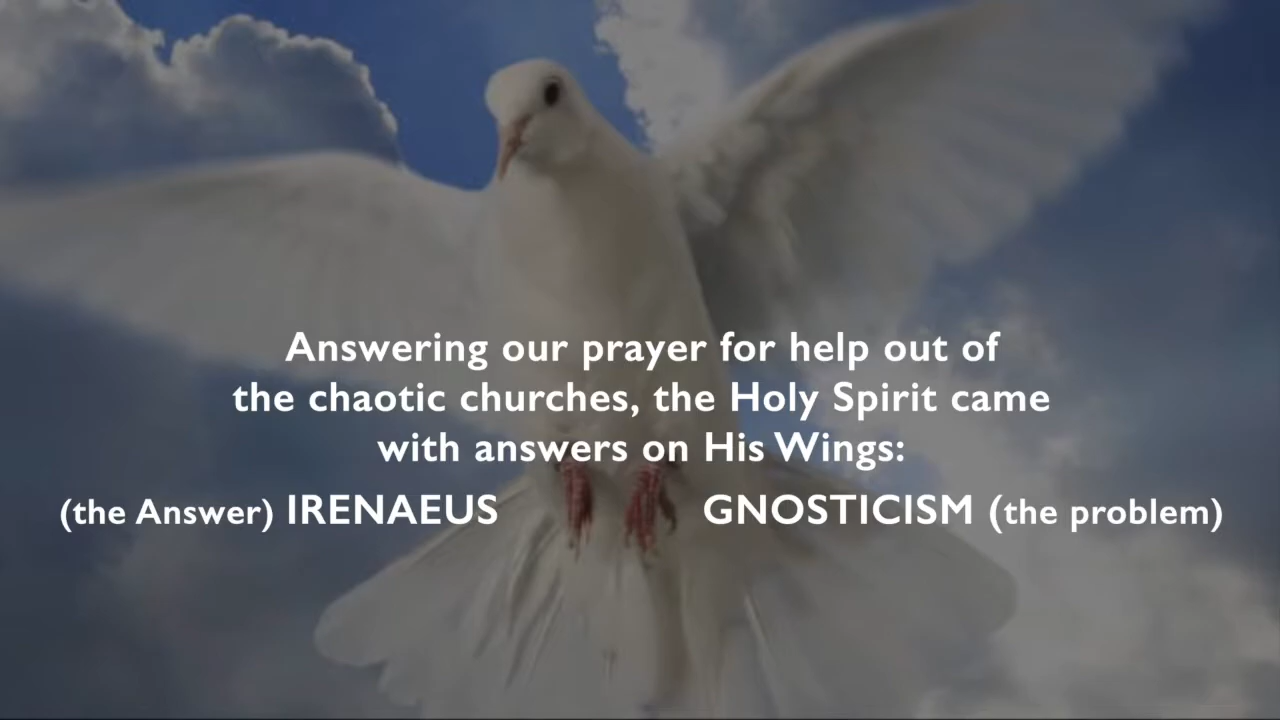 Answering our prayer for help out of
the chaotic churches, the Holy Spirit came
with answers on His Wings:
(the Answer) IRENAEUS GNOSTICISM (the problem)